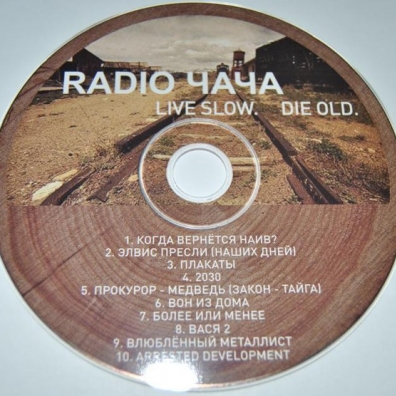 RADIO ЧАЧА
LIVE SLOW. DIE OLD.
1. КОГДА ВЕРНЁТСЯ НАИВ?
2. ЭЛВИС ПРЕСЛИ (НАШИХ ДНЕЙ)
3. ПЛАКАТЫ
4. 2030
5. ПРОКУРОР - МЕДВЕДЬ (ЗАКОН - ТАЙГА)
6. ВОН ИЗ ДОМА
7. БОЛЕЕ ИЛИ МЕНЕЕ
8. ВАСЯ 2
9. ВЛЮБЛЁННЫЙ МЕТАЛЛИСТ
10. ARRESTED DEVELOPMENT